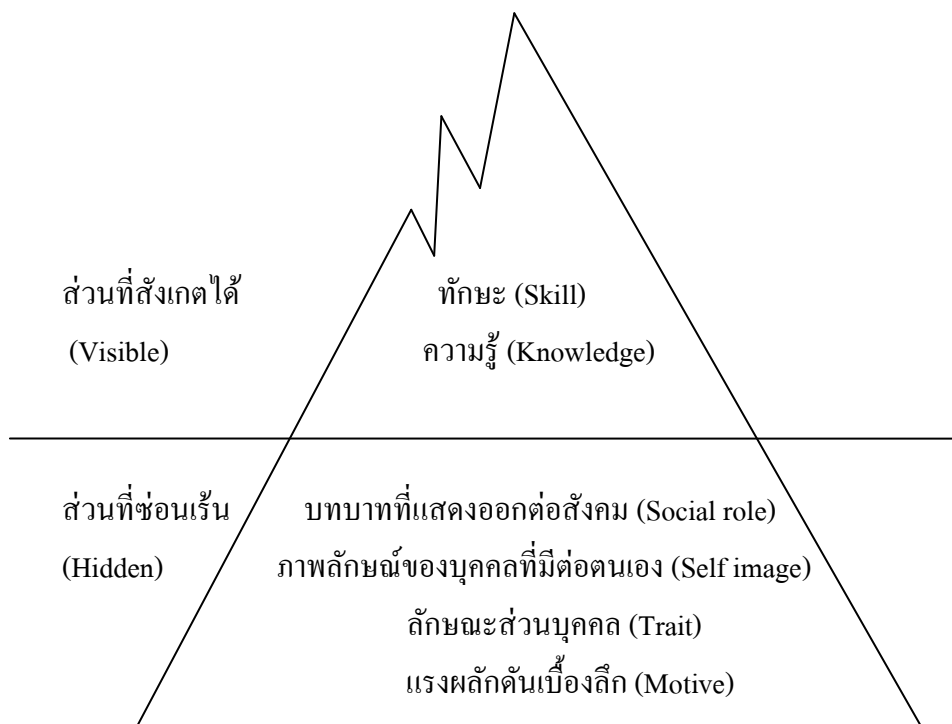 ส่วนที่สังเกตได้
(Visible)
ทักษะ (Skill)
ความรู้ (Knowledge)
ส่วนที่ซ่อนเร้น
(Hidden)
บทบาทที่แสดงออกต่อสังคม (Social role)
ภาพลักษณ์ของบุคคลที่มีต่อตนเอง (Self image)
ลักษณะส่วนบุคคล (Trait)
แรงผลักดันเบื้องลึก (Motive)